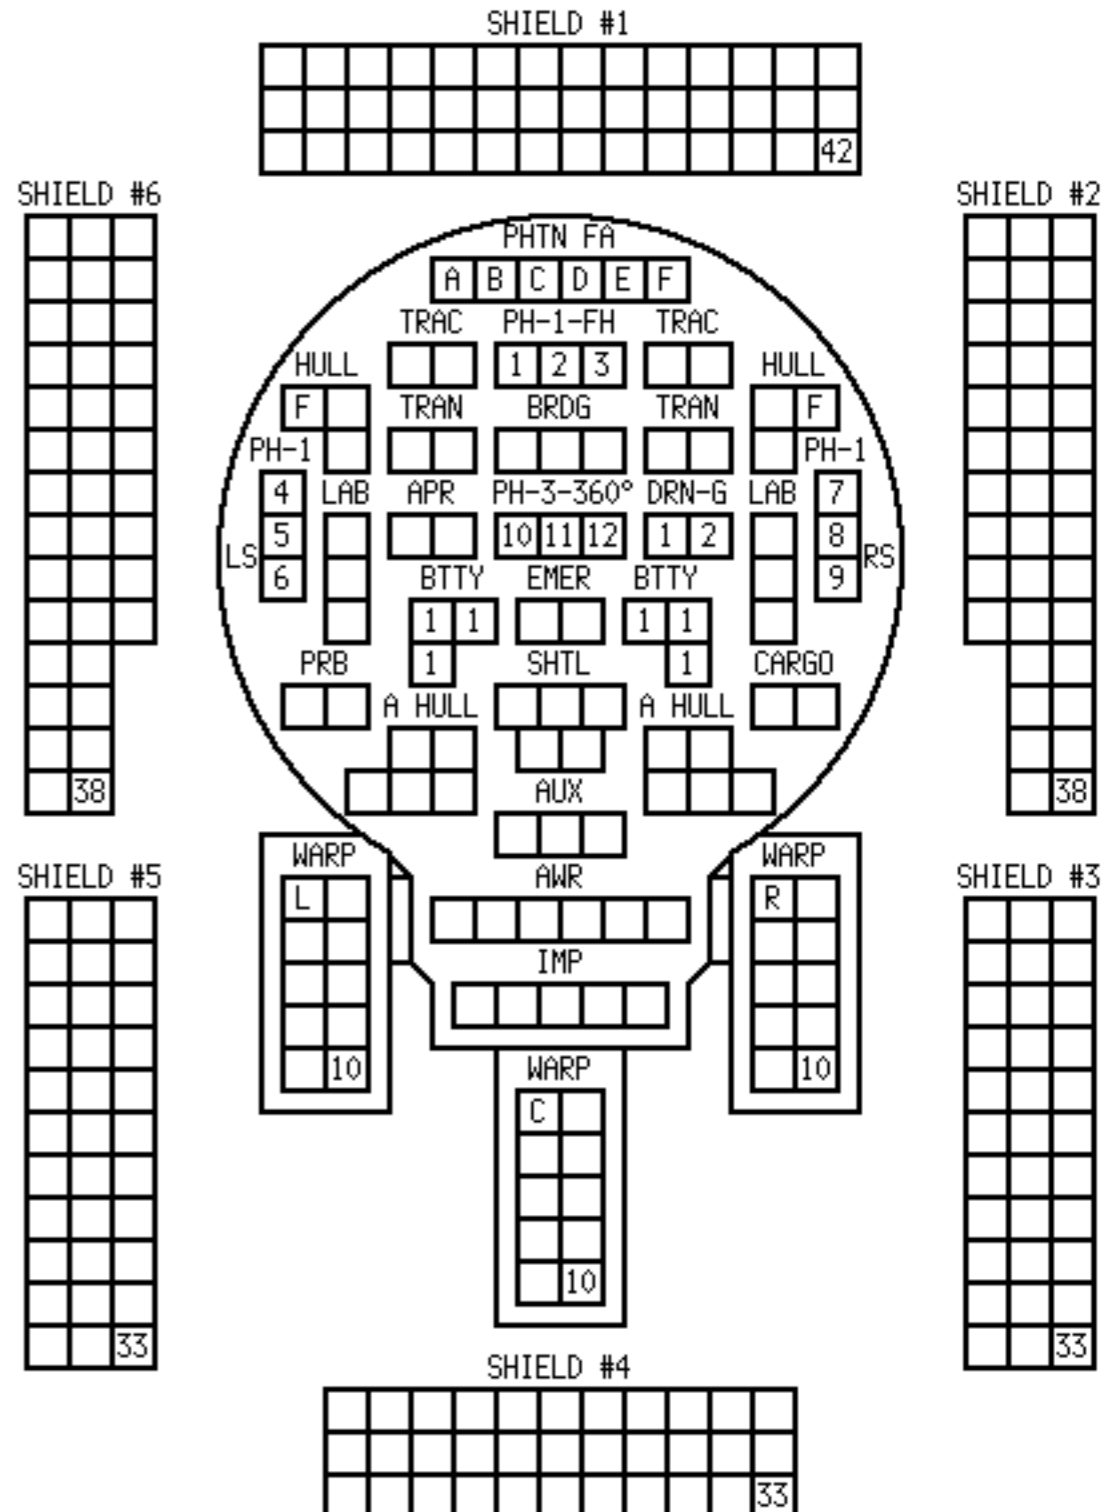 SHIELD #1
42
SHIELD #6
SHIELD #2
PHTN FA
A B C D E F
TRAC PH-1-FH TRAC
HULL 1 2 3 HULL
F TRAN BRDG TRAN F
PH-1 PH-1
4 LAB APR PH-3-360° DRN-G LAB 7
LS 5 10 11 12 1 2 8 RS
6 BTTY EMER BTTY 9
1 1 1 1
PRB 1 SHTL 1 CARGO
A HULL A HULL
38 AUX 38
WARP WARP
SHIELD #5 AWR SHIELD #3
L R
IMP
10 WARP 10
C
10
33 33
SHIELD #4
33